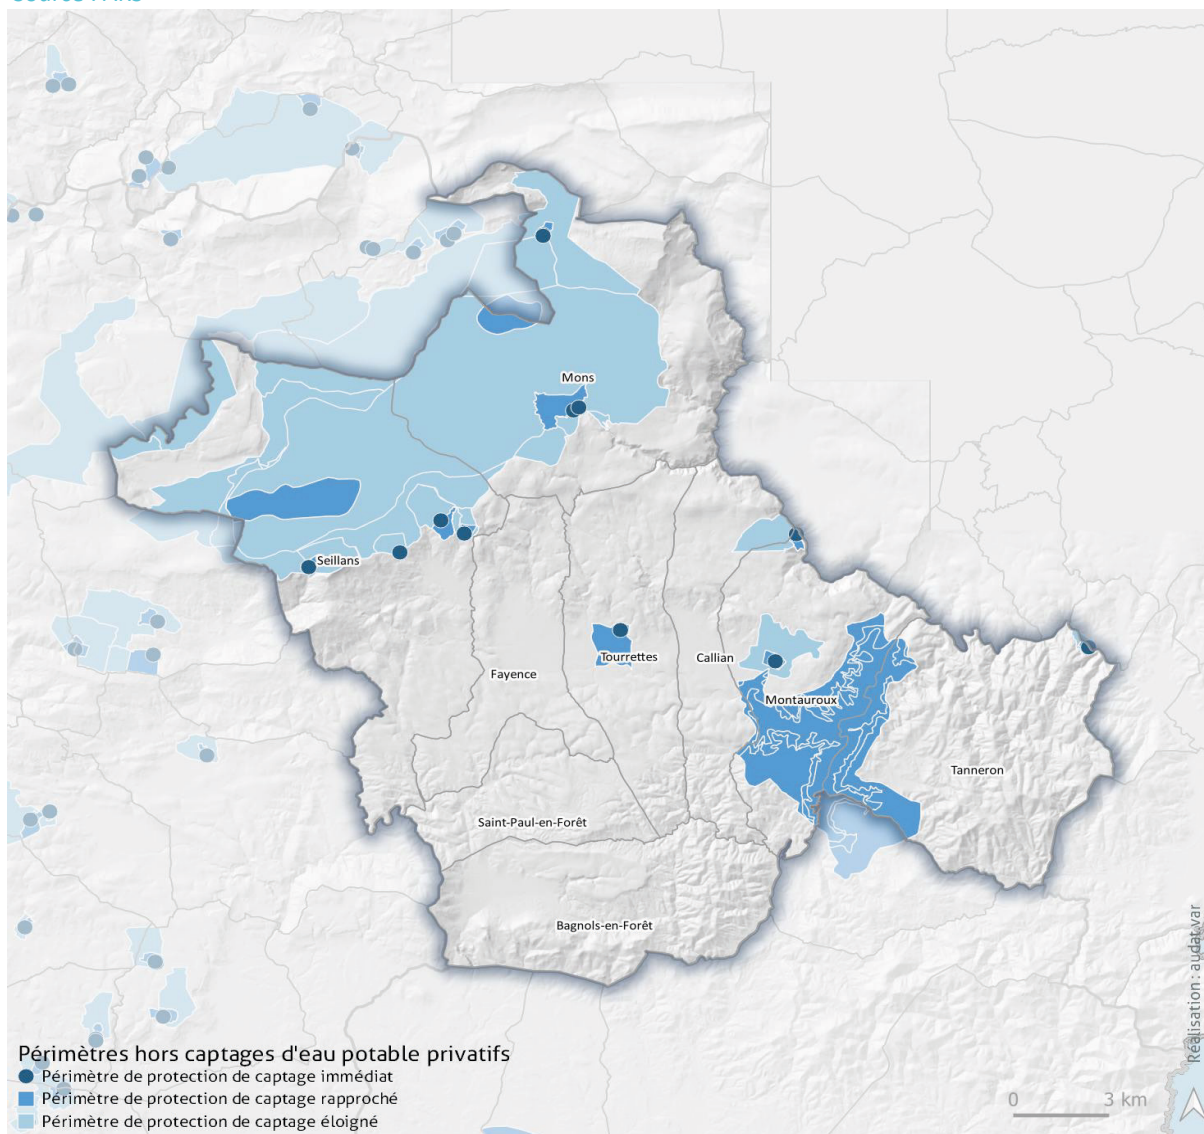 Mons
Seillans
Tourrettes
Callian
Fayence
Montauroux
Tanneron
Saint-Paul-en-Forêt
Bagnols-en-Forêt
Réalisation : audat.var
Périmètres hors captages d'eau potable privatifs
Périmètre de protection de captage immédiat
Périmètre de protection de captage rapproché
Périmètre de protection de captage éloigné
0 3 km